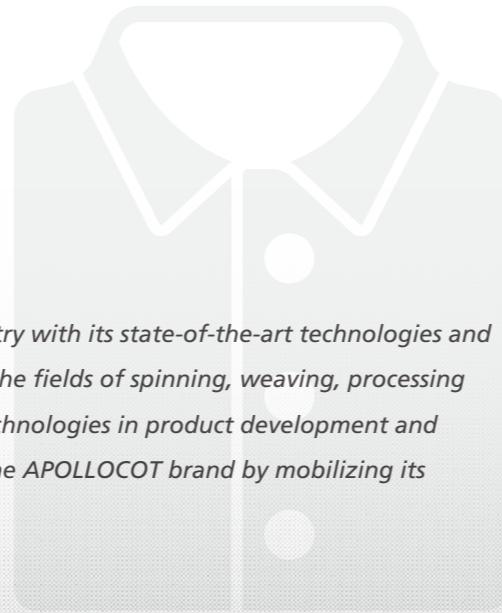 try with its state-of-the-art technologies and
he fields of spinning, weaving, processing
chnologies in product development and
e APOLLOCOT brand by mobilizing its